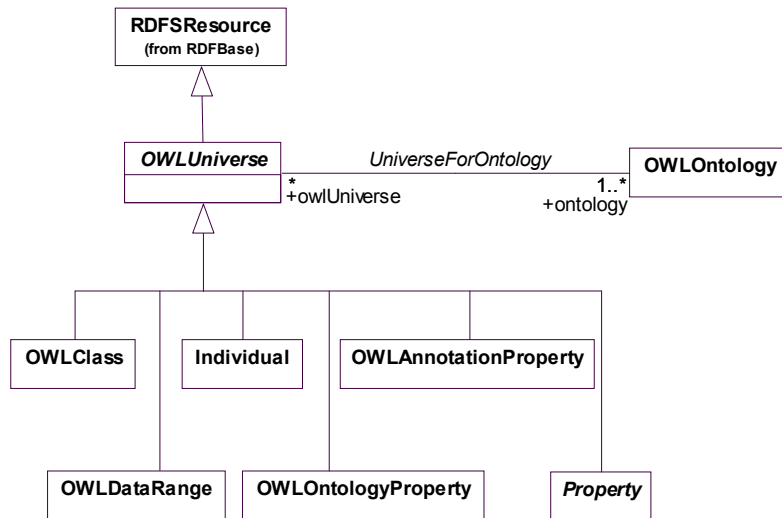 RDFSResource
(from RDFBase)
OWLUniverse
UniverseForOntology
OWLOntology
*
1..*
+owlUniverse
+ontology
OWLClass
Individual
OWLAnnotationProperty
OWLDataRange
OWLOntologyProperty
Property